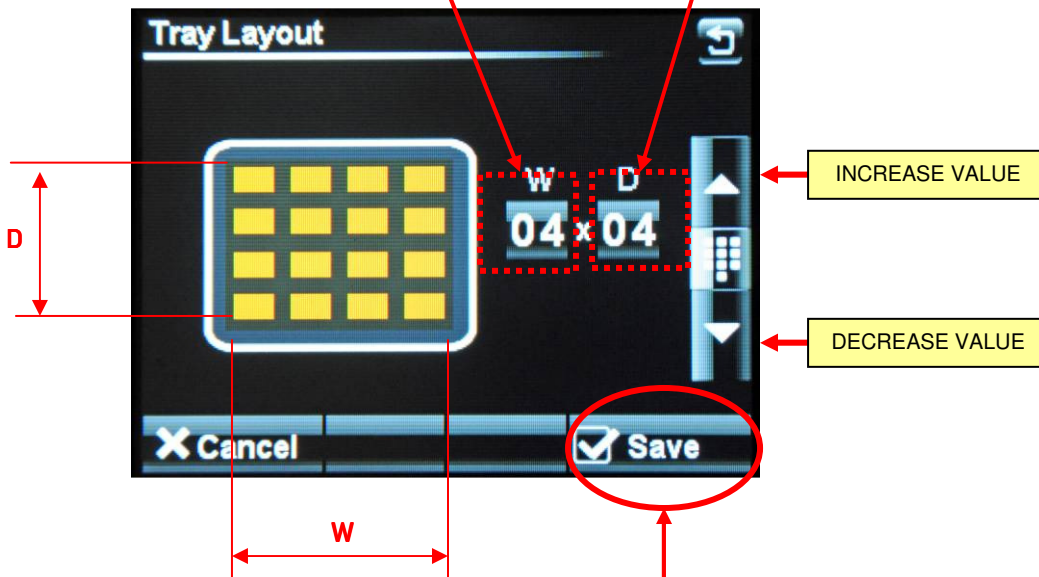 Tray Layout
INCREASE VALUE
W D
D
04 x 04
DECREASE VALUE
Cancel
Save
W